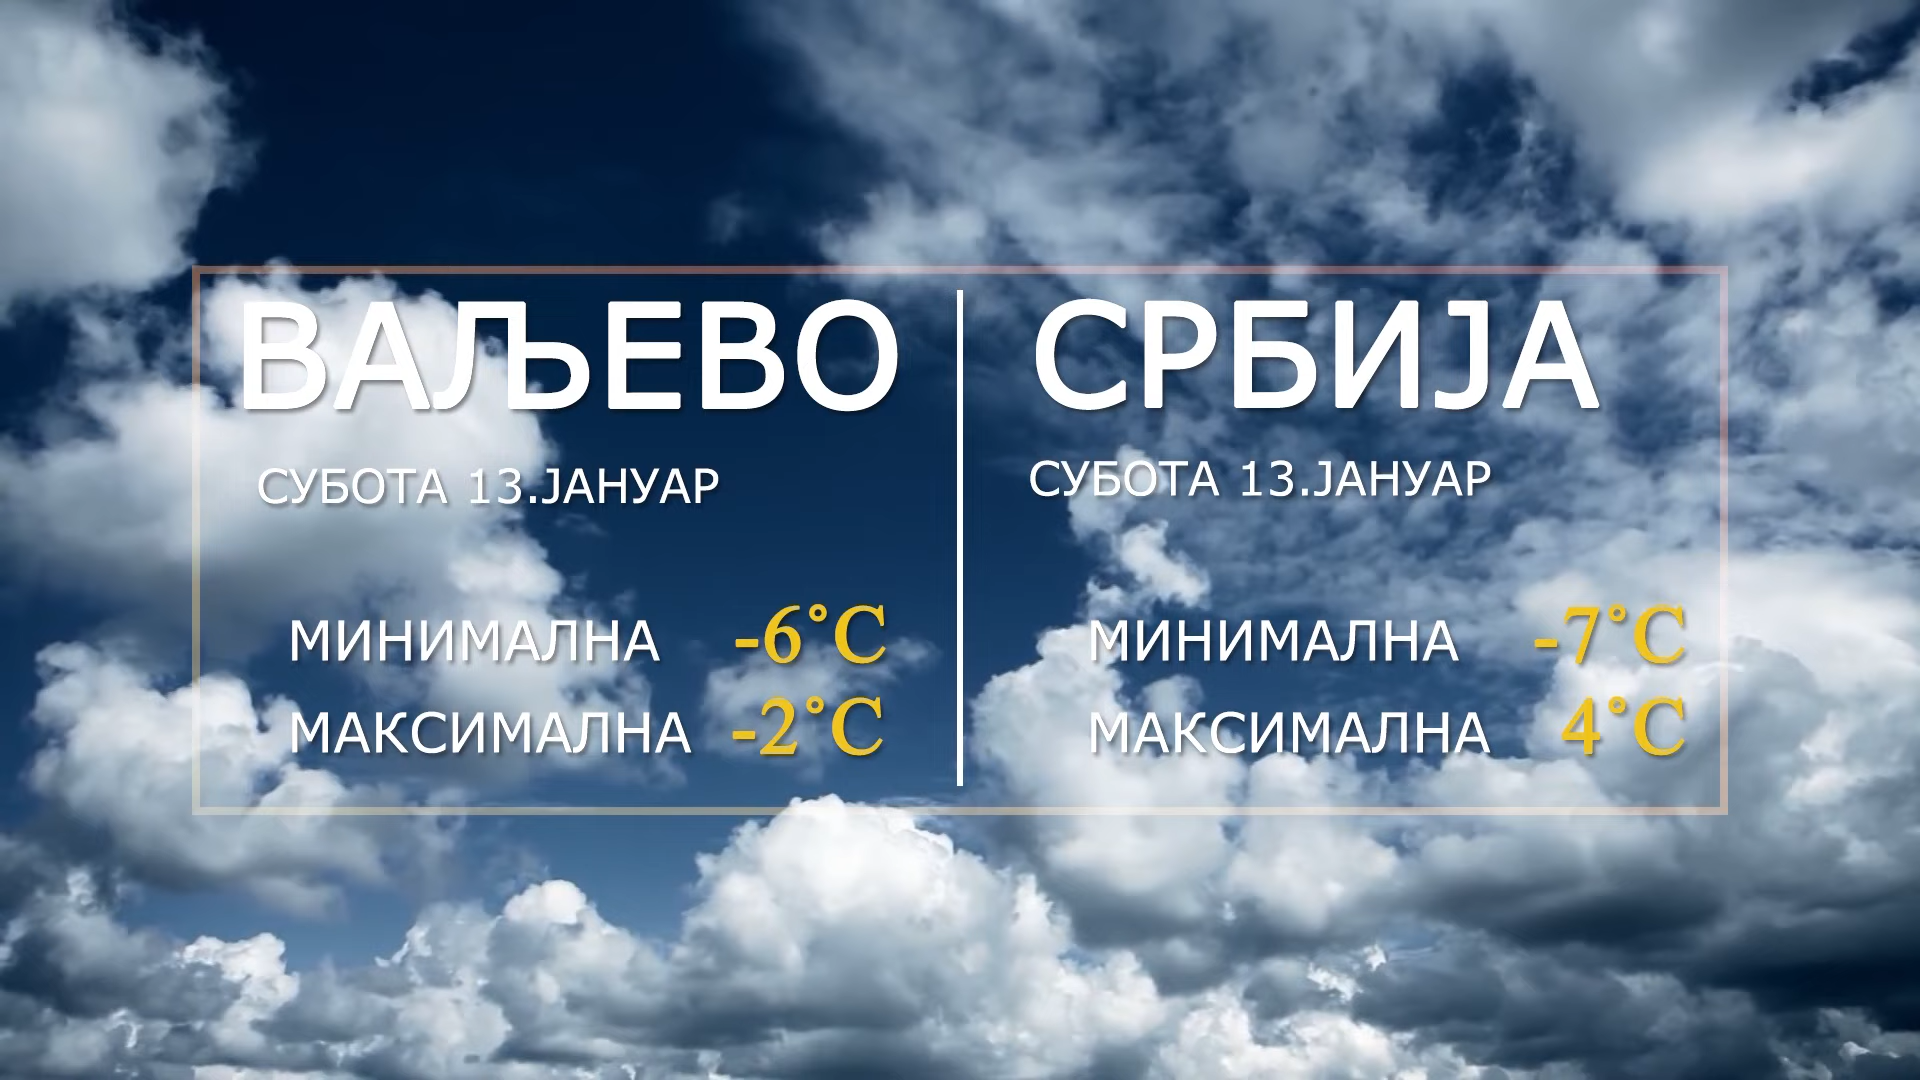 ВАЉЕВО
СУБОТА 13.ЈАНУАР
МИНИМАЛНА -6°C
МАКСИМАЛНА -2°C
СРБИЈА
СУБОТА 13.ЈАНУАР
МИНИМАЛНА -7°C
МАКСИМАЛНА 4°C